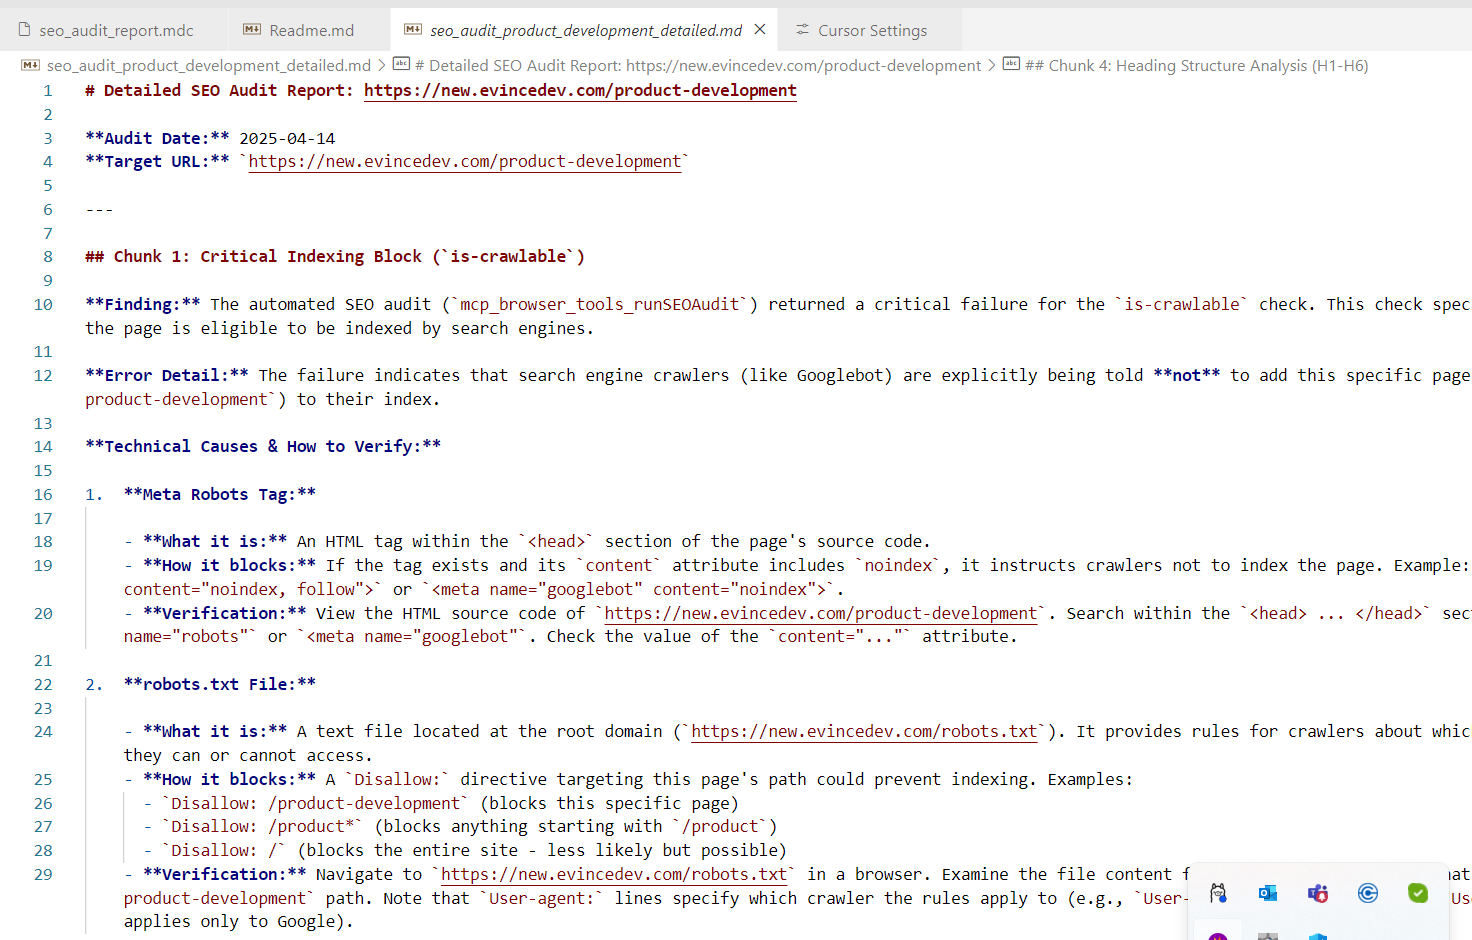 seo_audit_report.mdc
Readme.md
seo_audit_product_development_detailed.md
Cursor Settings
seo_audit_product_development_detailed.md > # Detailed SEO Audit Report: https://new.evincedev.com/product-development > ## Chunk 4: Heading Structure Analysis (H1-H6)
1 # Detailed SEO Audit Report: https://new.evincedev.com/product-development
2
3 **Audit Date:** 2025-04-14
4 **Target URL:** `https://new.evincedev.com/product-development`
5
6 ---
7
8 ## Chunk 1: Critical Indexing Block (`is-crawlable`)
9
10 **Finding:** The automated SEO audit (`mcp_browser_tools_runSEOAudit`) returned a critical failure for the `is-crawlable` check. This check spec
the page is eligible to be indexed by search engines.
11
12 **Error Detail:** The failure indicates that search engine crawlers (like Googlebot) are explicitly being told **not** to add this specific page
product-development`) to their index.
13
14 **Technical Causes & How to Verify:**
15
16 1. **Meta Robots Tag:**
17
18 - **What it is:** An HTML tag within the `<head>` section of the page's source code.
19 - **How it blocks:** If the tag exists and its `content` attribute includes `noindex`, it instructs crawlers not to index the page. Example:
content="noindex, follow">` or `<meta name="googlebot" content="noindex">`.
20 - **Verification:** View the HTML source code of `https://new.evincedev.com/product-development`. Search within the `<head> ... </head>` sec
name="robots"` or `<meta name="googlebot"`. Check the value of the `content="..."` attribute.
21
22 2. **robots.txt File:**
23
24 - **What it is:** A text file located at the root domain (`https://new.evincedev.com/robots.txt`). It provides rules for crawlers about whic
they can or cannot access.
25 - **How it blocks:** A `Disallow:` directive targeting this page's path could prevent indexing. Examples:
26 - `Disallow: /product-development` (blocks this specific page)
27 - `Disallow: /product*` (blocks anything starting with `/product`)
28 - `Disallow: /` (blocks the entire site - less likely but possible)
29 - **Verification:** Navigate to `https://new.evincedev.com/robots.txt` in a browser. Examine the file content f
product-development` path. Note that `User-agent:` lines specify which crawler the rules apply to (e.g., `User-
applies only to Google).